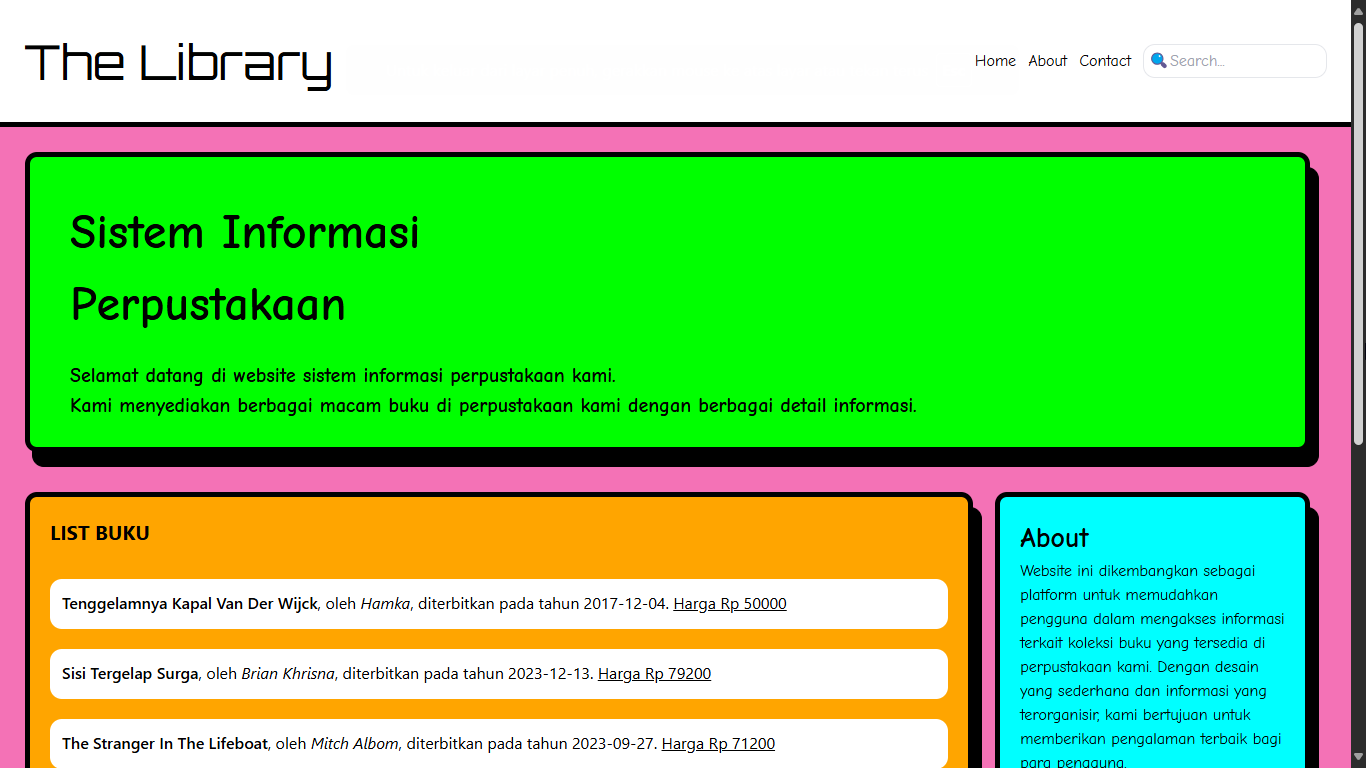 The Library
Home About Contact Search...
Sistem Informasi
Perpustakaan
Selamat datang di website sistem informasi perpustakaan kami.
Kami menyediakan berbagai macam buku di perpustakaan kami dengan berbagai detail informasi.
LIST BUKU
Tenggelamnya Kapal Van Der Wijck, oleh Hamka, diterbitkan pada tahun 2017-12-04. Harga Rp 50000
Sisi Tergelap Surga, oleh Brian Khrisna, diterbitkan pada tahun 2023-12-13. Harga Rp 79200
The Stranger In The Lifeboat, oleh Mitch Albom, diterbitkan pada tahun 2023-09-27. Harga Rp 71200
About
Website ini dikembangkan sebagai
platform untuk memudahkan
pengguna dalam mengakses informasi
terkait koleksi buku yang tersedia di
perpustakaan kami. Dengan desain
yang sederhana dan informasi yang
terorganisir, kami bertujuan untuk
memberikan pengalaman terbaik bagi
para pengguna.